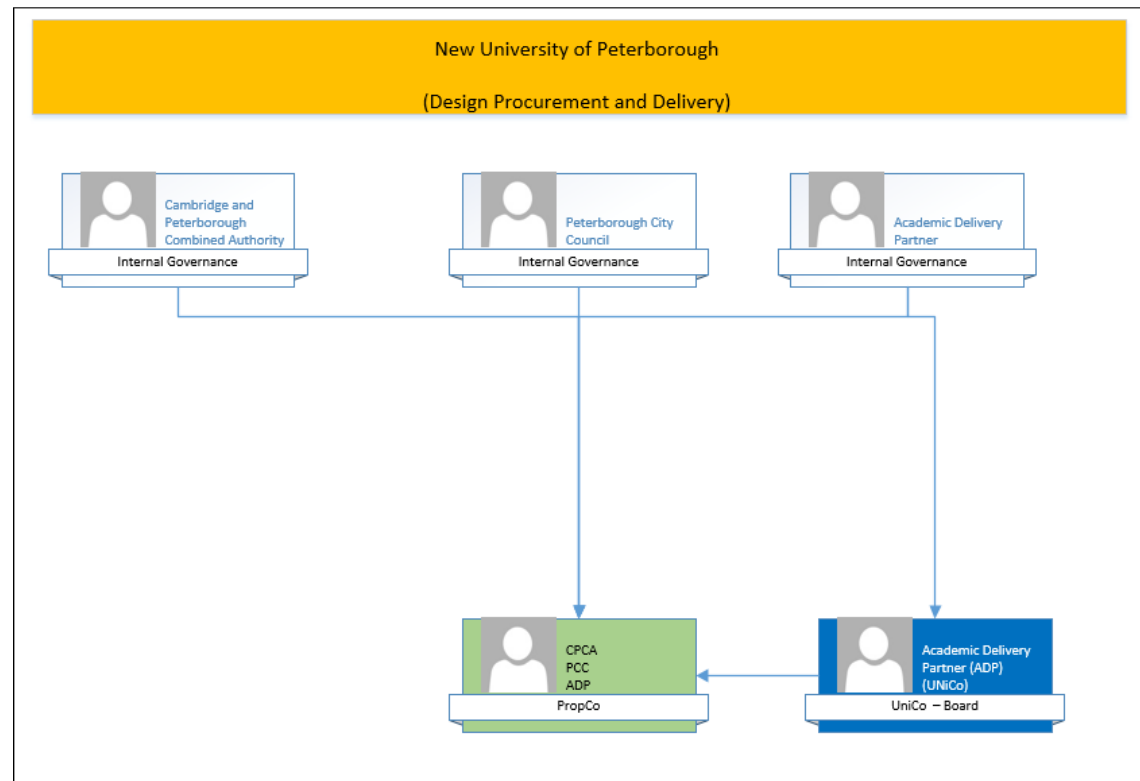 New University of Peterborough
(Design Procurement and Delivery)
Cambridge and
Peterborough
Combined Authority
Internal Governance
Peterborough City
Council
Internal Governance
Academic Delivery
Partner
Internal Governance
CPCA
PCC
ADP
PropCo
Academic Delivery
Partner (ADP)
(UNiCo)
UniCo – Board